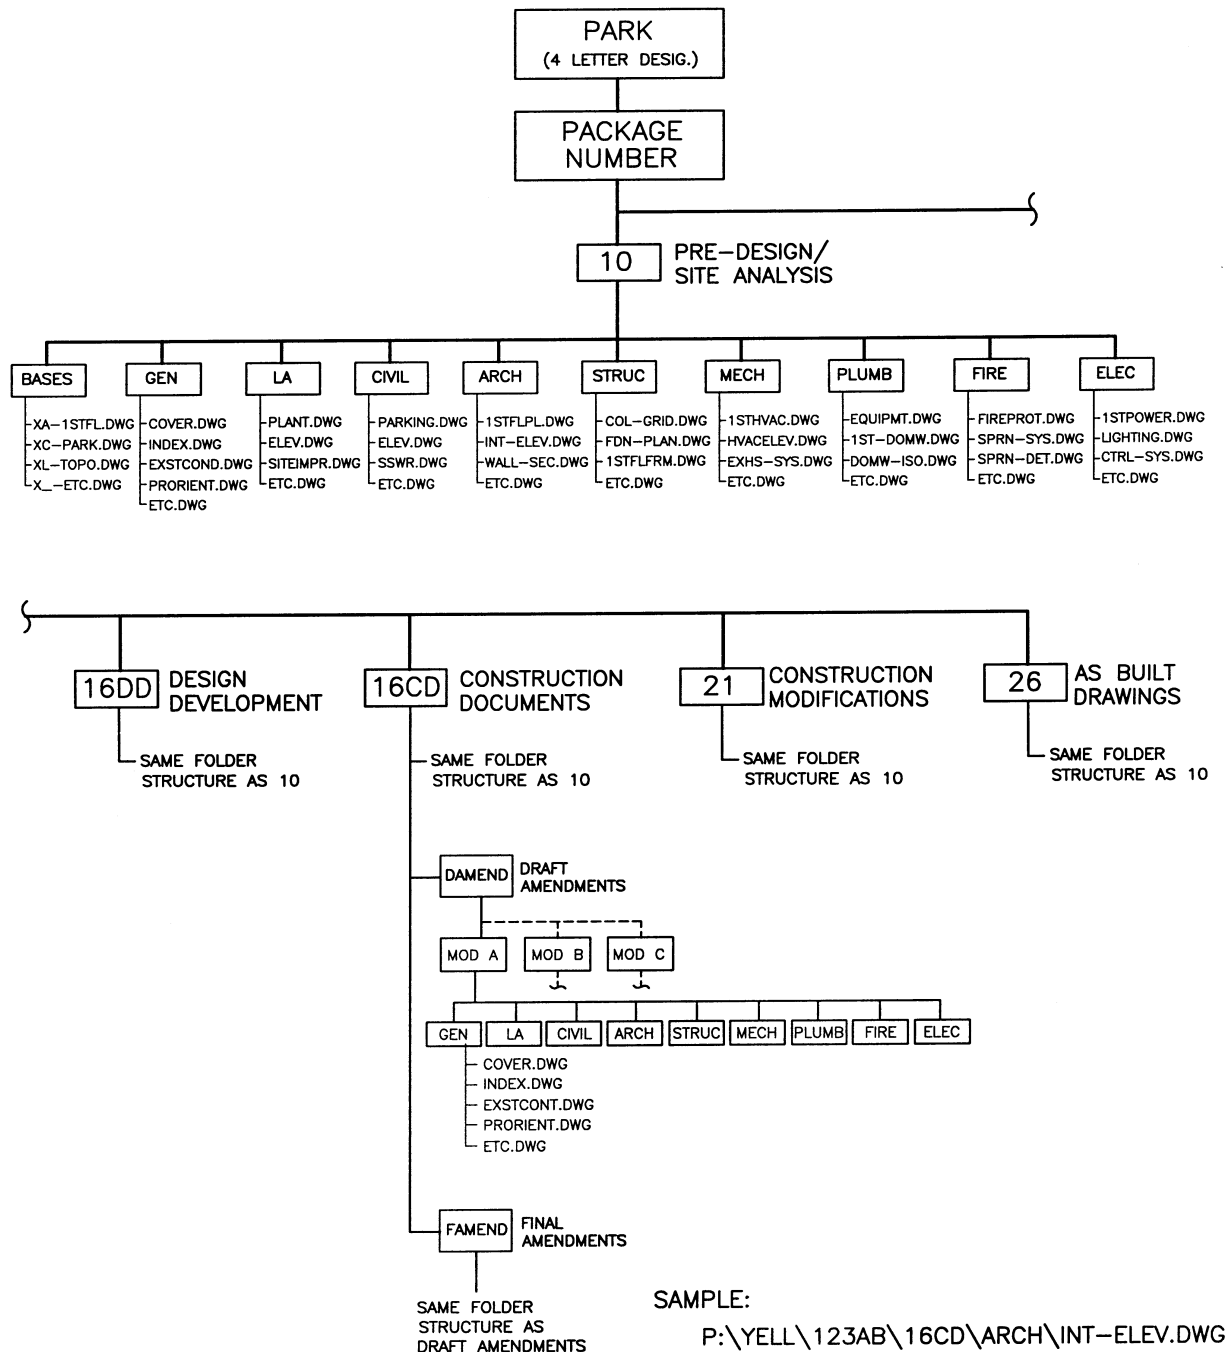 PARK
(4 LETTER DESIG.)
PACKAGE
NUMBER
10
PRE-DESIGN/
SITE ANALYSIS
BASES
XA-1STFL.DWG
XC-PARK.DWG
XL-TOPO.DWG
X_-ETC.DWG
GEN
COVER.DWG
INDEX.DWG
EXSTCOND.DWG
PRORIENT.DWG
ETC.DWG
LA
PLANT.DWG
ELEV.DWG
SITEIMPR.DWG
ETC.DWG
CIVIL
PARKING.DWG
ELEV.DWG
SSWR.DWG
ETC.DWG
ARCH
1STFLPL.DWG
INT-ELEV.DWG
WALL-SEC.DWG
ETC.DWG
STRUC
COL-GRID.DWG
FDN-PLAN.DWG
1STFLFRM.DWG
ETC.DWG
MECH
1STHVAC.DWG
HVACELEV.DWG
EXHS-SYS.DWG
ETC.DWG
PLUMB
EQUIPMT.DWG
1ST-DOMW.DWG
DOMW-ISO.DWG
ETC.DWG
FIRE
FIREPROT.DWG
SPRN-SYS.DWG
SPRN-DET.DWG
ETC.DWG
ELEC
1STPOWER.DWG
LIGHTING.DWG
CTRL-SYS.DWG
ETC.DWG
16DD
DESIGN
DEVELOPMENT
SAME FOLDER
STRUCTURE AS 10
16CD
CONSTRUCTION
DOCUMENTS
SAME FOLDER
STRUCTURE AS 10
21
CONSTRUCTION
MODIFICATIONS
SAME FOLDER
STRUCTURE AS 10
26
AS BUILT
DRAWINGS
SAME FOLDER
STRUCTURE AS 10
DAMEND
DRAFT
AMENDMENTS
MOD A
MOD B
MOD C
GEN
LA
CIVIL
ARCH
STRUC
MECH
PLUMB
FIRE
ELEC
COVER.DWG
INDEX.DWG
EXSTCONT.DWG
PRORIENT.DWG
ETC.DWG
FAMEND
FINAL
AMENDMENTS
SAME FOLDER
STRUCTURE AS
DRAFT AMENDMENTS
SAMPLE:
P:\YELL\123AB\16CD\ARCH\INT-ELEV.DWG